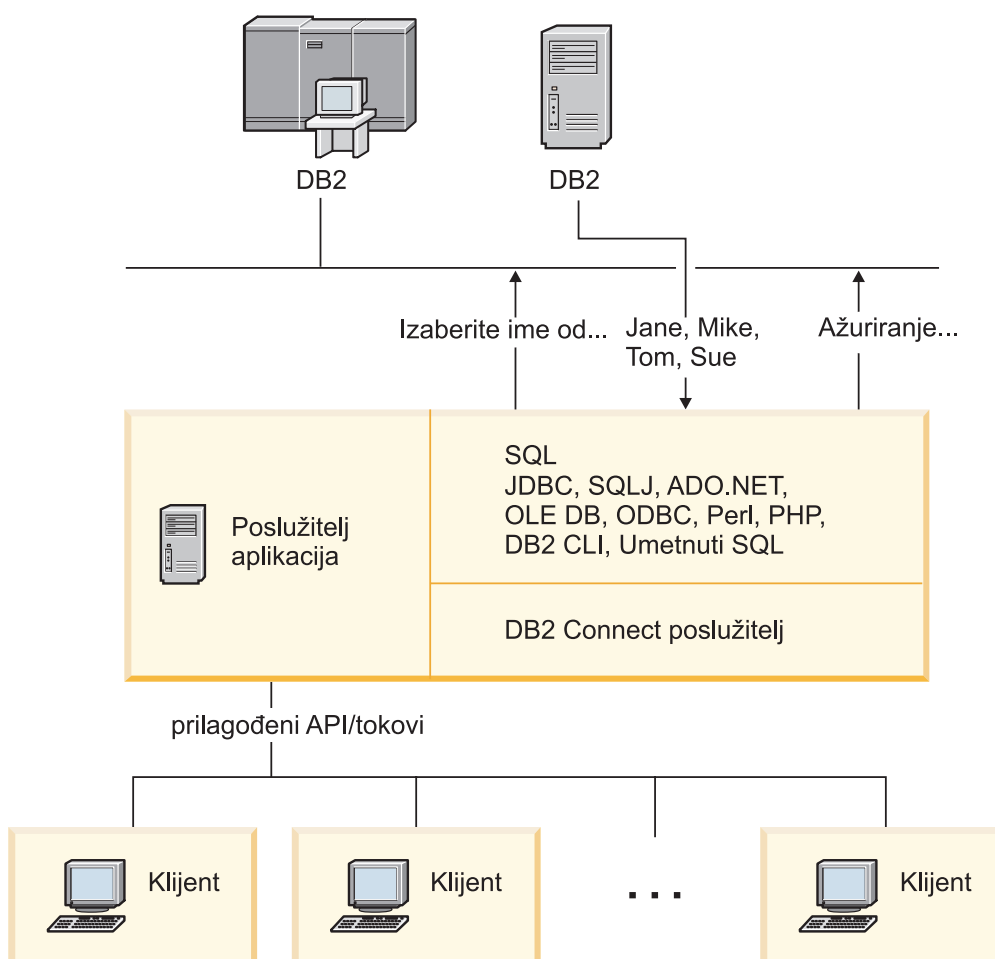 DB2
DB2
Izaberite ime od...
Jane, Mike,
Tom, Sue
Ažuriranje...
Poslužitelj
aplikacija
SQL
JDBC, SQLJ, ADO.NET,
OLE DB, ODBC, Perl, PHP,
DB2 CLI, Umetnuti SQL
DB2 Connect poslužitelj
prilagođeni API/tokovi
Klijent
Klijent
...
Klijent